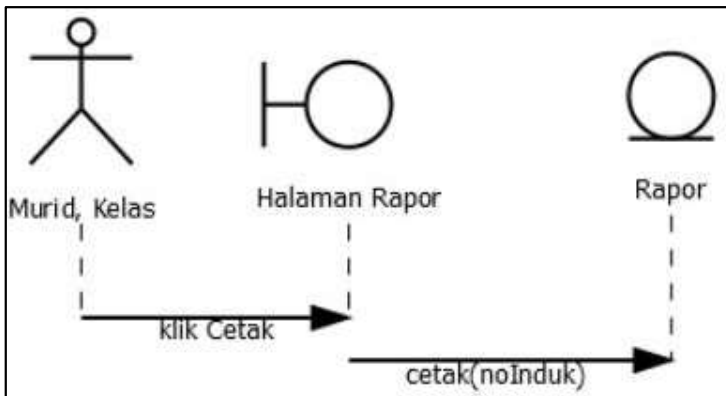 Murid, Kelas
Halaman Rapor
Rapor
klik Cetak
cetak(noInduk)